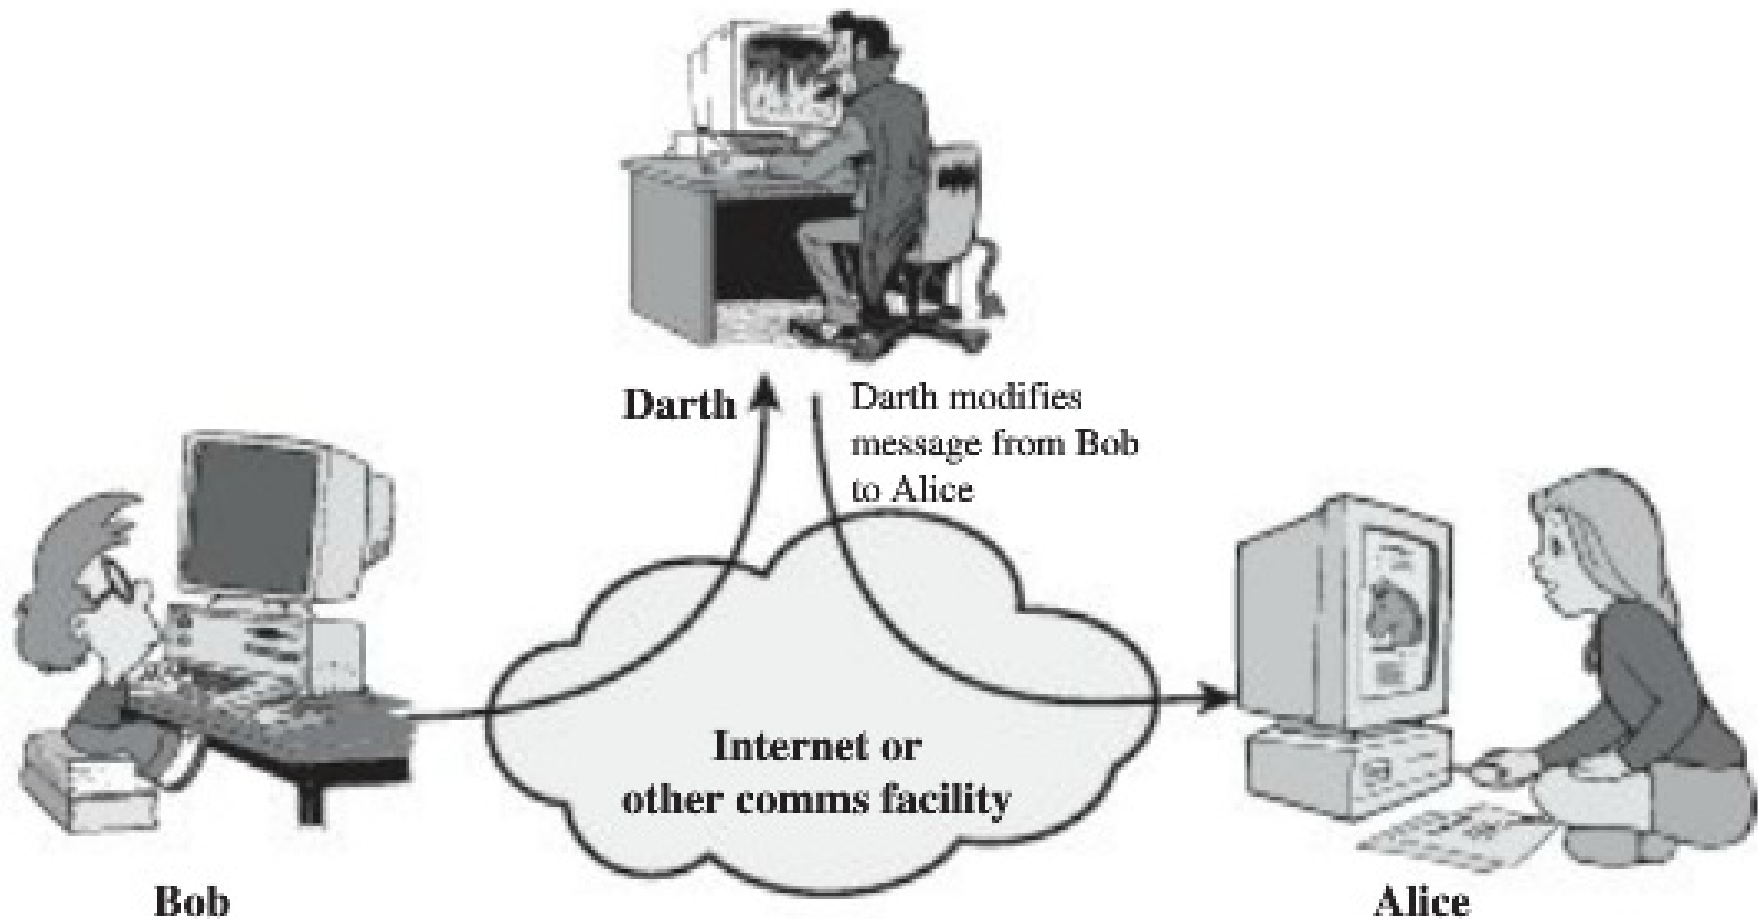 Darth
Darth modifies
message from Bob
to Alice
Internet or
other comms facility
Bob
Alice